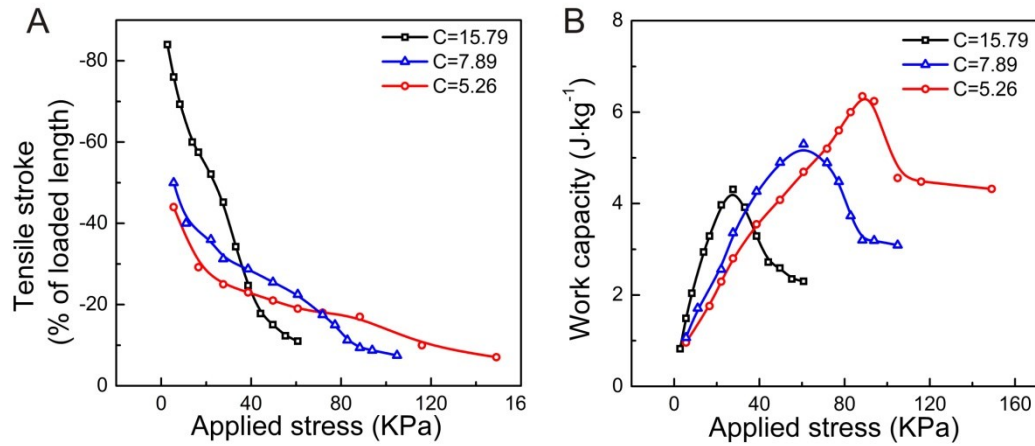 A
C=15.79
C=7.89
C=5.26
Tensile stroke
(% of loaded length)
-80
-60
-40
-20
0
0 40 80 120 16
Applied stress (KPa)
B
C=15.79
C=7.89
C=5.26
Work capacity (J·kg⁻¹)
8
6
4
2
0
0 40 80 120 160
Applied stress (KPa)